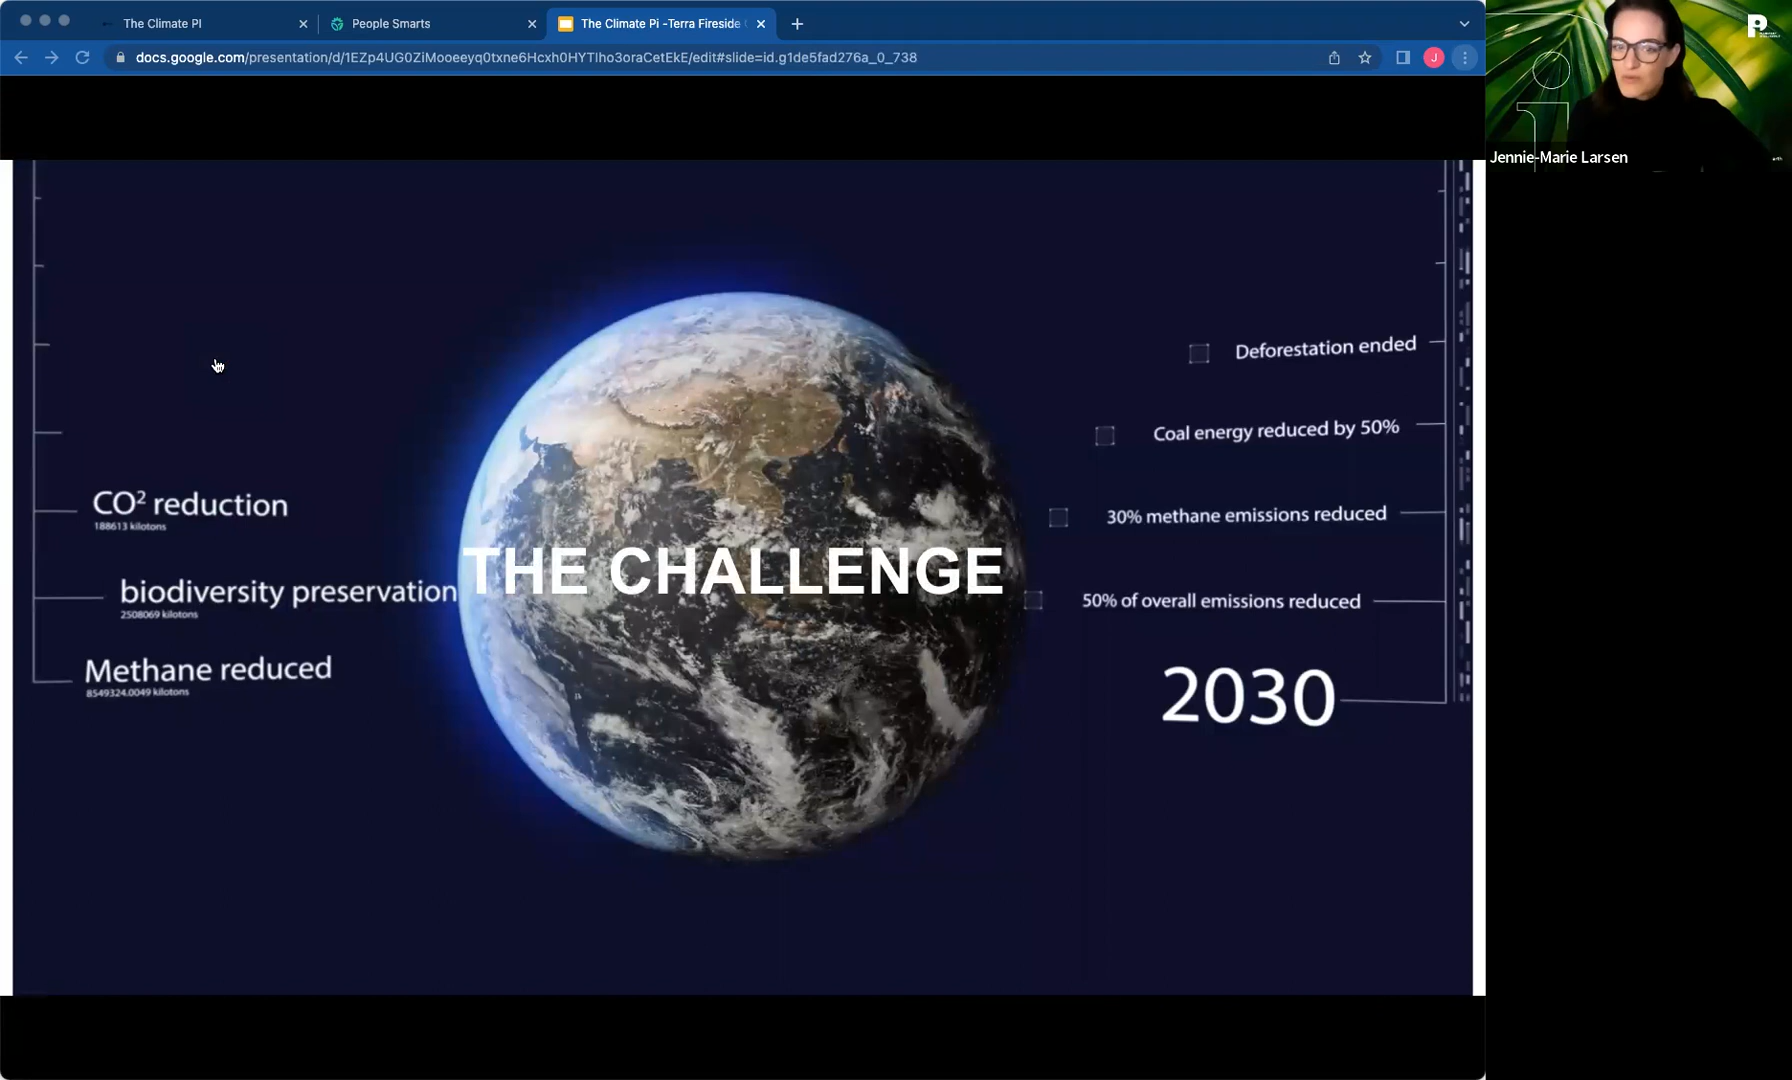 The Climate PI
People Smarts
The Climate Pi -Terra Fireside
docs.google.com/presentation/d/1EZp4UG0ZiMooeeyq0txne6Hcxh0HYTlho3oraCetEkE/edit#slide=id.g1de5fad276a_0_738
J
Jennie-Marie Larsen
CO² reduction
188613 kilotons
biodiversity preservation
2508069 kilotons
Methane reduced
8549324.0049 kilotons
THE CHALLENGE
Deforestation ended
Coal energy reduced by 50%
30% methane emissions reduced
50% of overall emissions reduced
2030